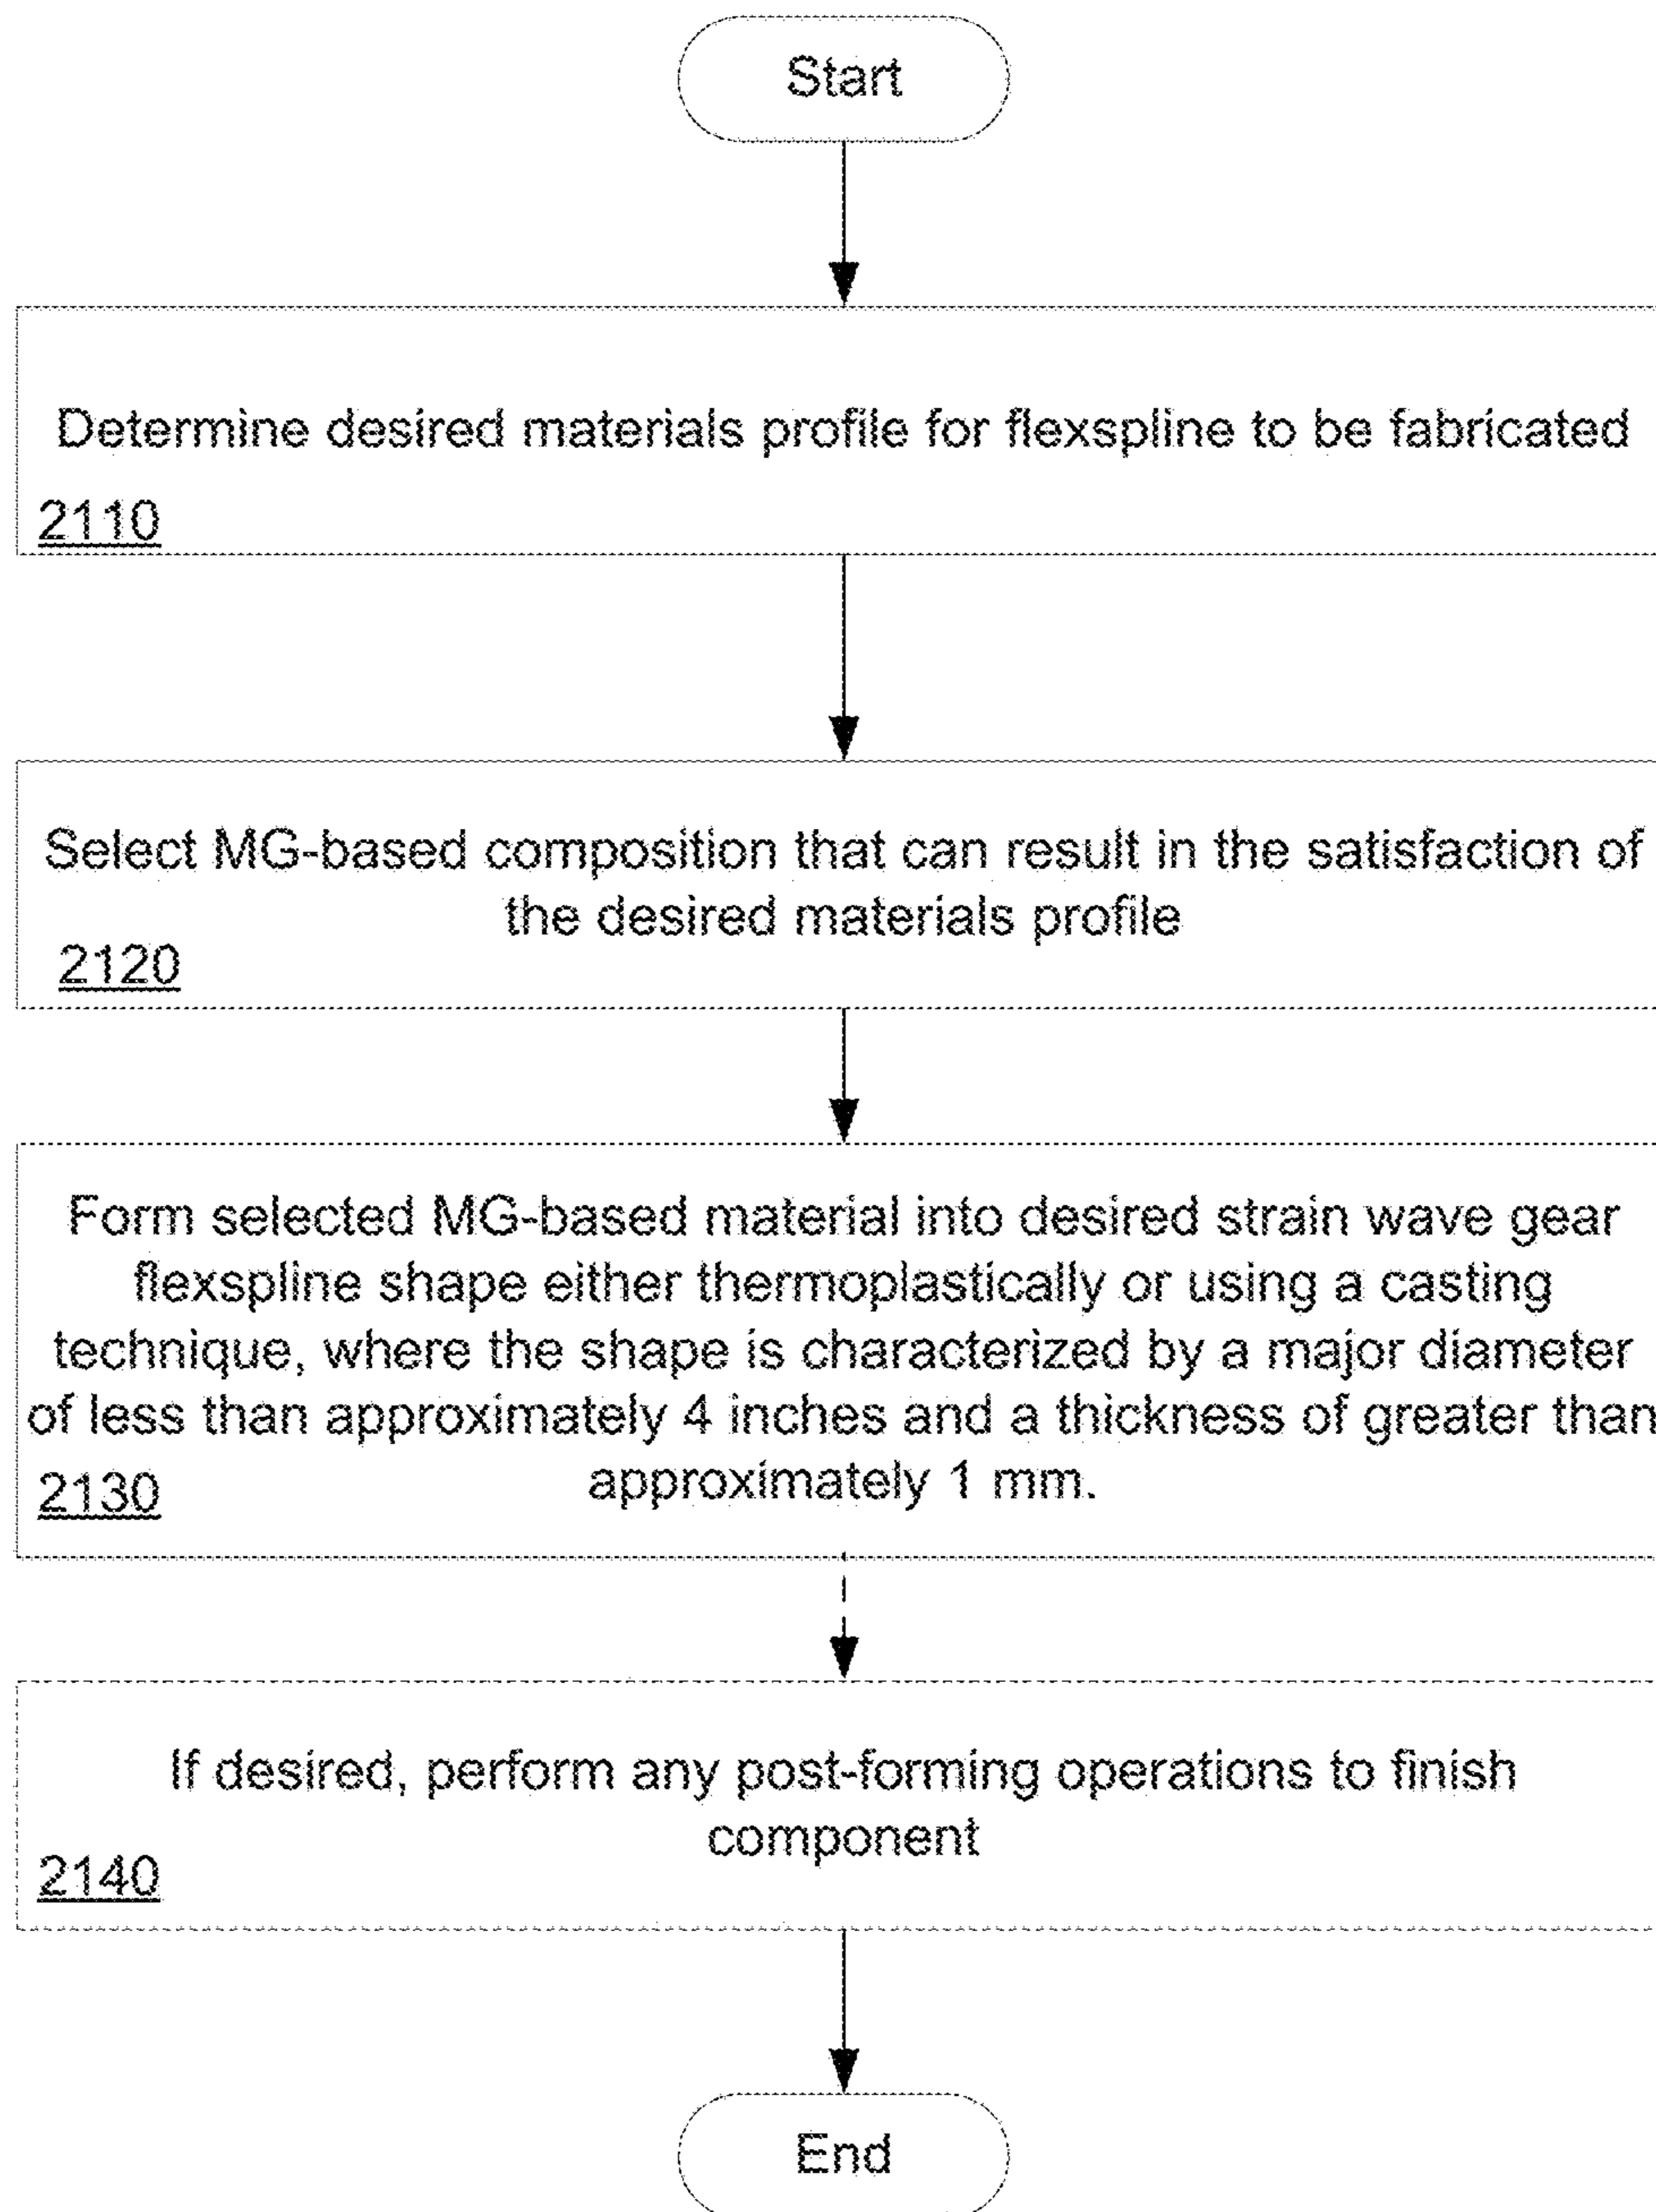 Start
Determine desired materials profile for flexspline to be fabricated
2110
Select MG-based composition that can result in the satisfaction of
the desired materials profile
2120
Form selected MG-based material into desired strain wave gear
flexspline shape either thermoplastically or using a casting
technique, where the shape is characterized by a major diameter
of less than approximately 4 inches and a thickness of greater than
approximately 1 mm.
2130
If desired, perform any post-forming operations to finish
component
2140
End